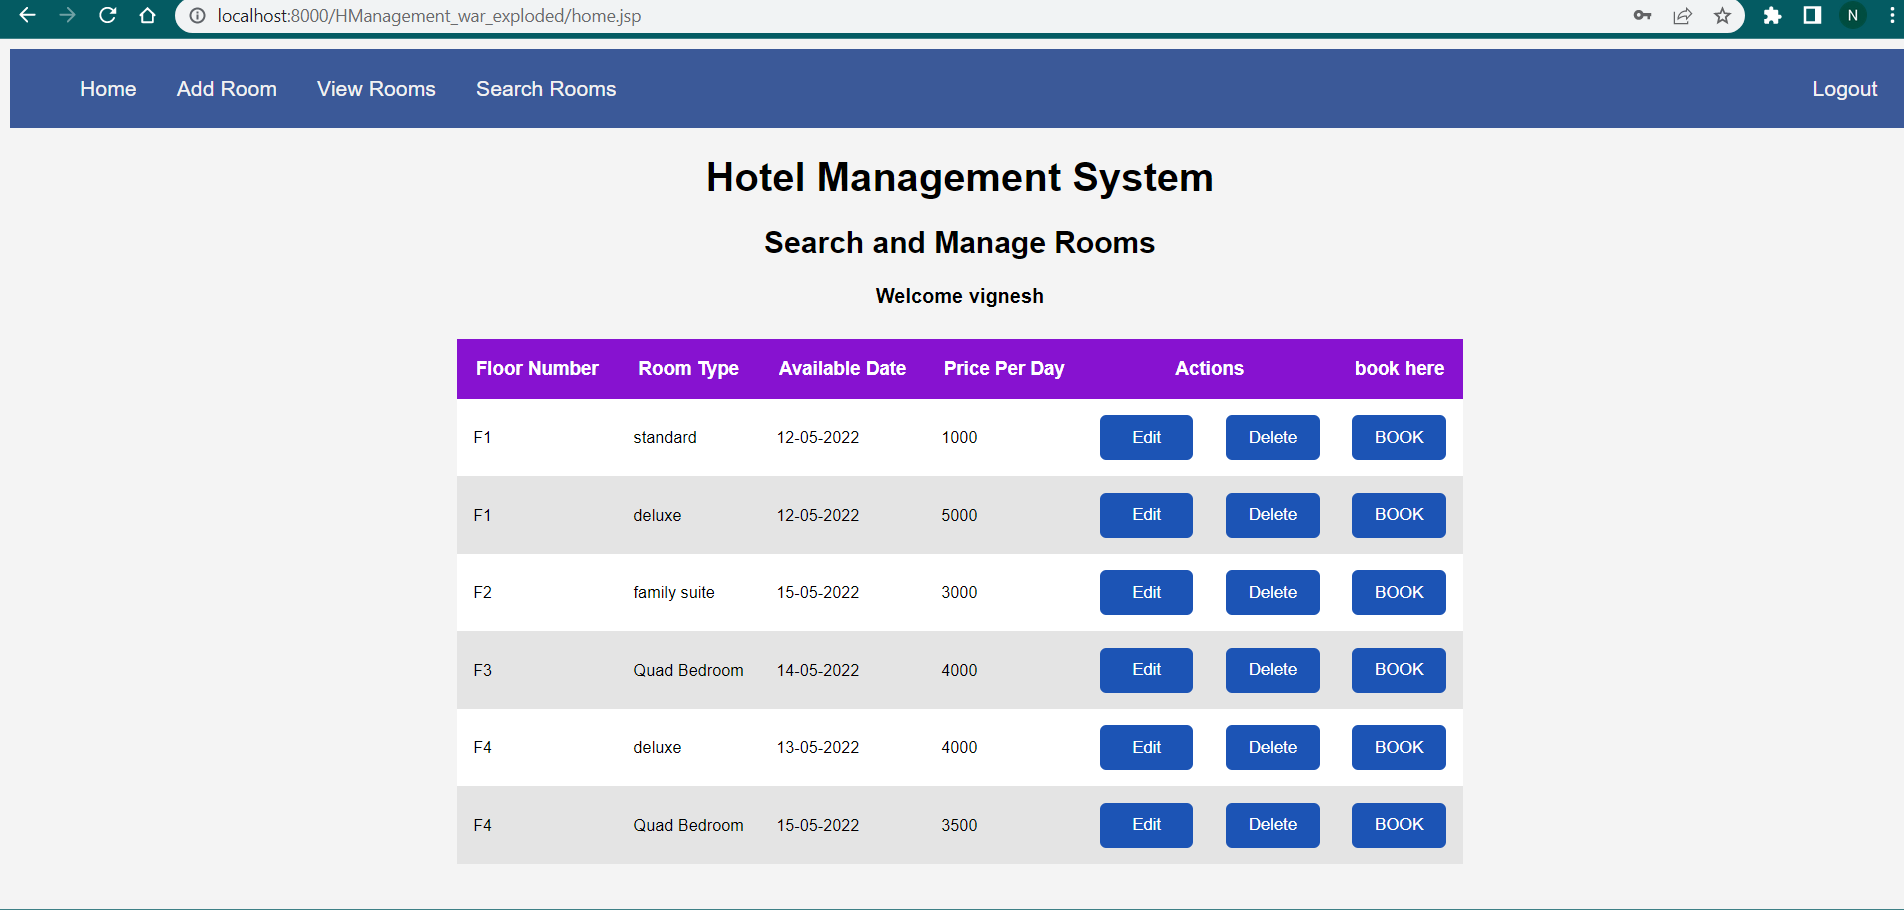 localhost:8000/HManagement_war_exploded/home.jsp N
Home Add Room View Rooms Search Rooms Logout
Hotel Management System
Search and Manage Rooms
Welcome vignesh
Floor Number Room Type Available Date Price Per Day Actions book here
F1 standard 12-05-2022 1000 Edit Delete BOOK
F1 deluxe 12-05-2022 5000 Edit Delete BOOK
F2 family suite 15-05-2022 3000 Edit Delete BOOK
F3 Quad Bedroom 14-05-2022 4000 Edit Delete BOOK
F4 deluxe 13-05-2022 4000 Edit Delete BOOK
F4 Quad Bedroom 15-05-2022 3500 Edit Delete BOOK